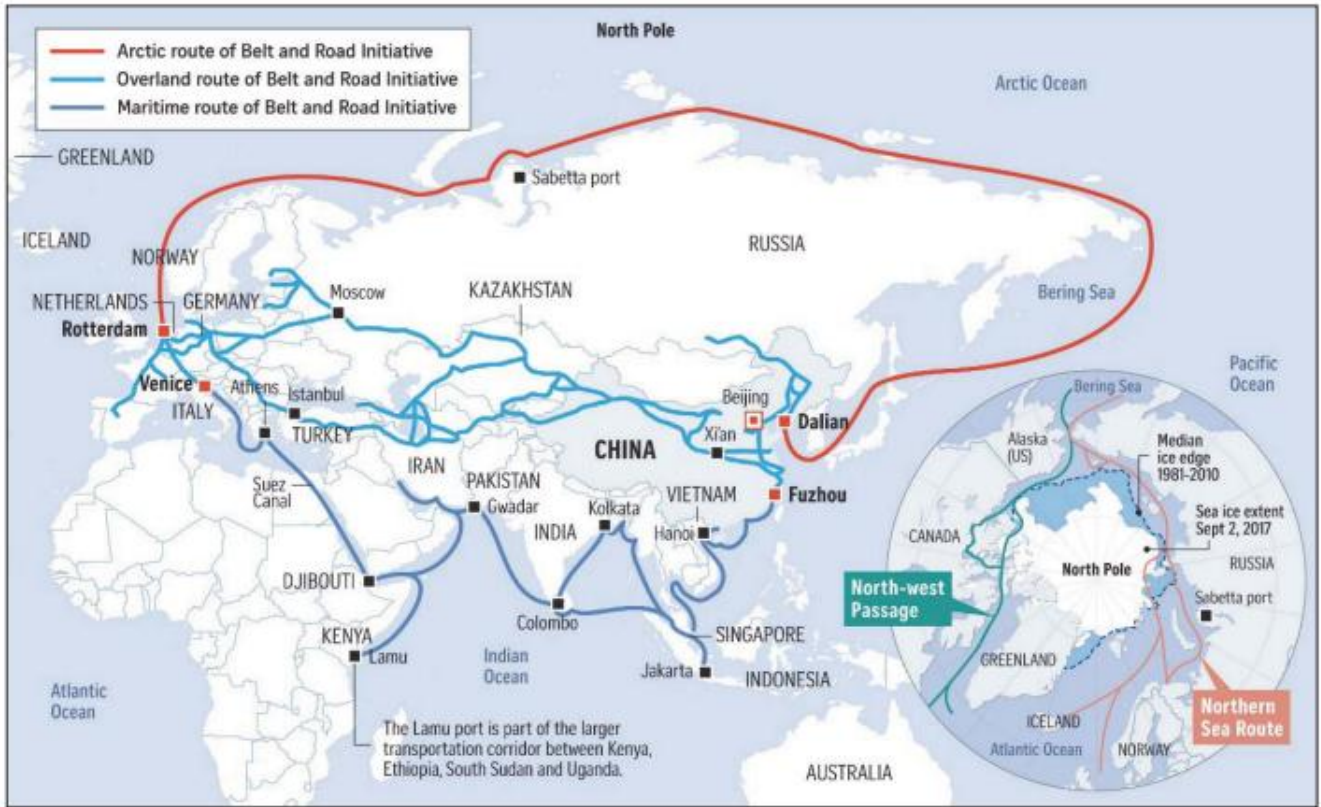 North Pole
Arctic route of Belt and Road Initiative
Overland route of Belt and Road Initiative
Maritime route of Belt and Road Initiative
Arctic Ocean
GREENLAND
Sabetta port
ICELAND
NORWAY
RUSSIA
NETHERLANDS
GERMANY
Moscow
KAZAKHSTAN
Bering Sea
Rotterdam
Pacific
Ocean
Venice
Athens
Istanbul
Beijing
ITALY
TURKEY
Dalian
Xi'an
CHINA
IRAN
Suez
Canal
PAKISTAN
Gwadar
Kolkata
VIETNAM
Fuzhou
INDIA
Hanoi
DJIBOUTI
Colombo
SINGAPORE
KENYA
Lamu
Indian
Ocean
Jakarta
INDONESIA
Atlantic
Ocean
The Lamu port is part of the larger
transportation corridor between Kenya,
Ethiopia, South Sudan and Uganda.
AUSTRALIA
Bering Sea
Alaska
(US)
Median
ice edge
1981-2010
Sea ice extent
Sept 2, 2017
CANADA
RUSSIA
North Pole
North-west
Passage
Sabetta port
GREENLAND
Northern
Sea Route
ICELAND
Atlantic Ocean
NORWAY